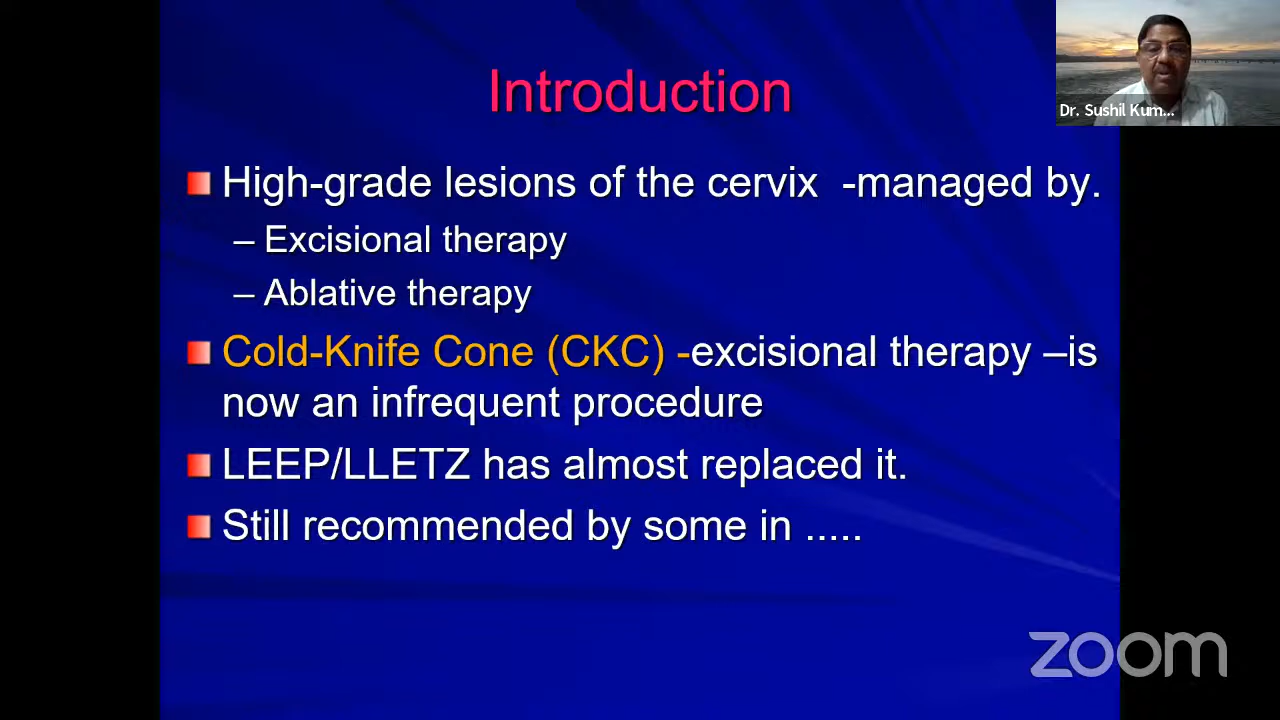 Introduction
Dr. Sushil Kum...
High-grade lesions of the cervix -managed by.
– Excisional therapy
– Ablative therapy
Cold-Knife Cone (CKC) -excisional therapy –is
now an infrequent procedure
LEEP/LLETZ has almost replaced it.
Still recommended by some in .....
zoom